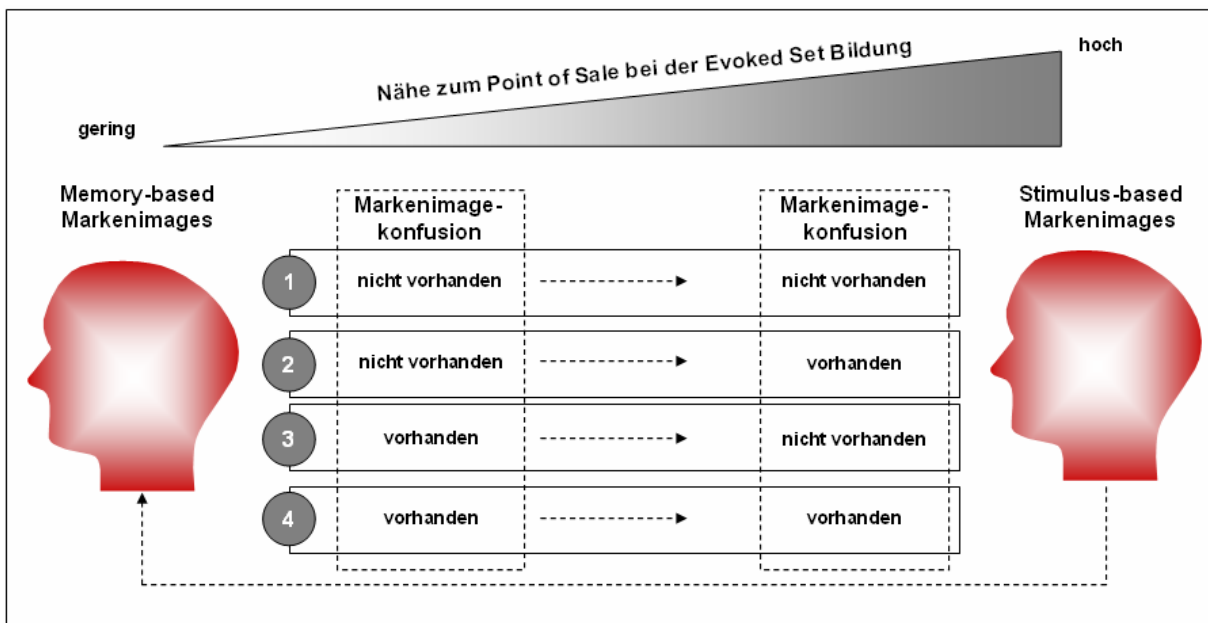 hoch
Nähe zum Point of Sale bei der Evoked Set Bildung
gering
Memory-based
Markenimages
Markenimage-
konfusion
Markenimage-
konfusion
Stimulus-based
Markenimages
1 nicht vorhanden nicht vorhanden
2 nicht vorhanden vorhanden
3 vorhanden nicht vorhanden
4 vorhanden vorhanden